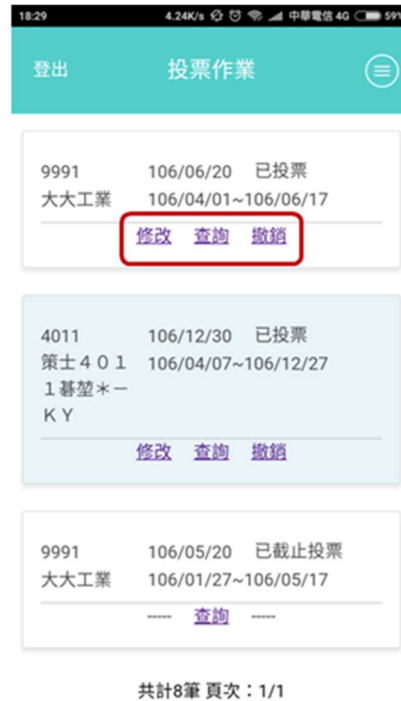 18:29 4.24K/s 中華電信 4G 59%
登出 投票作業
9991 106/06/20 已投票
大大工業 106/04/01~106/06/17
修改 查詢 撤銷
4011 106/12/30 已投票
策士４０１ 106/04/07~106/12/27
１碁堃＊－
ＫＹ
修改 查詢 撤銷
9991 106/05/20 已截止投票
大大工業 106/01/27~106/05/17
----- 查詢 -----
共計8筆 頁次：1/1